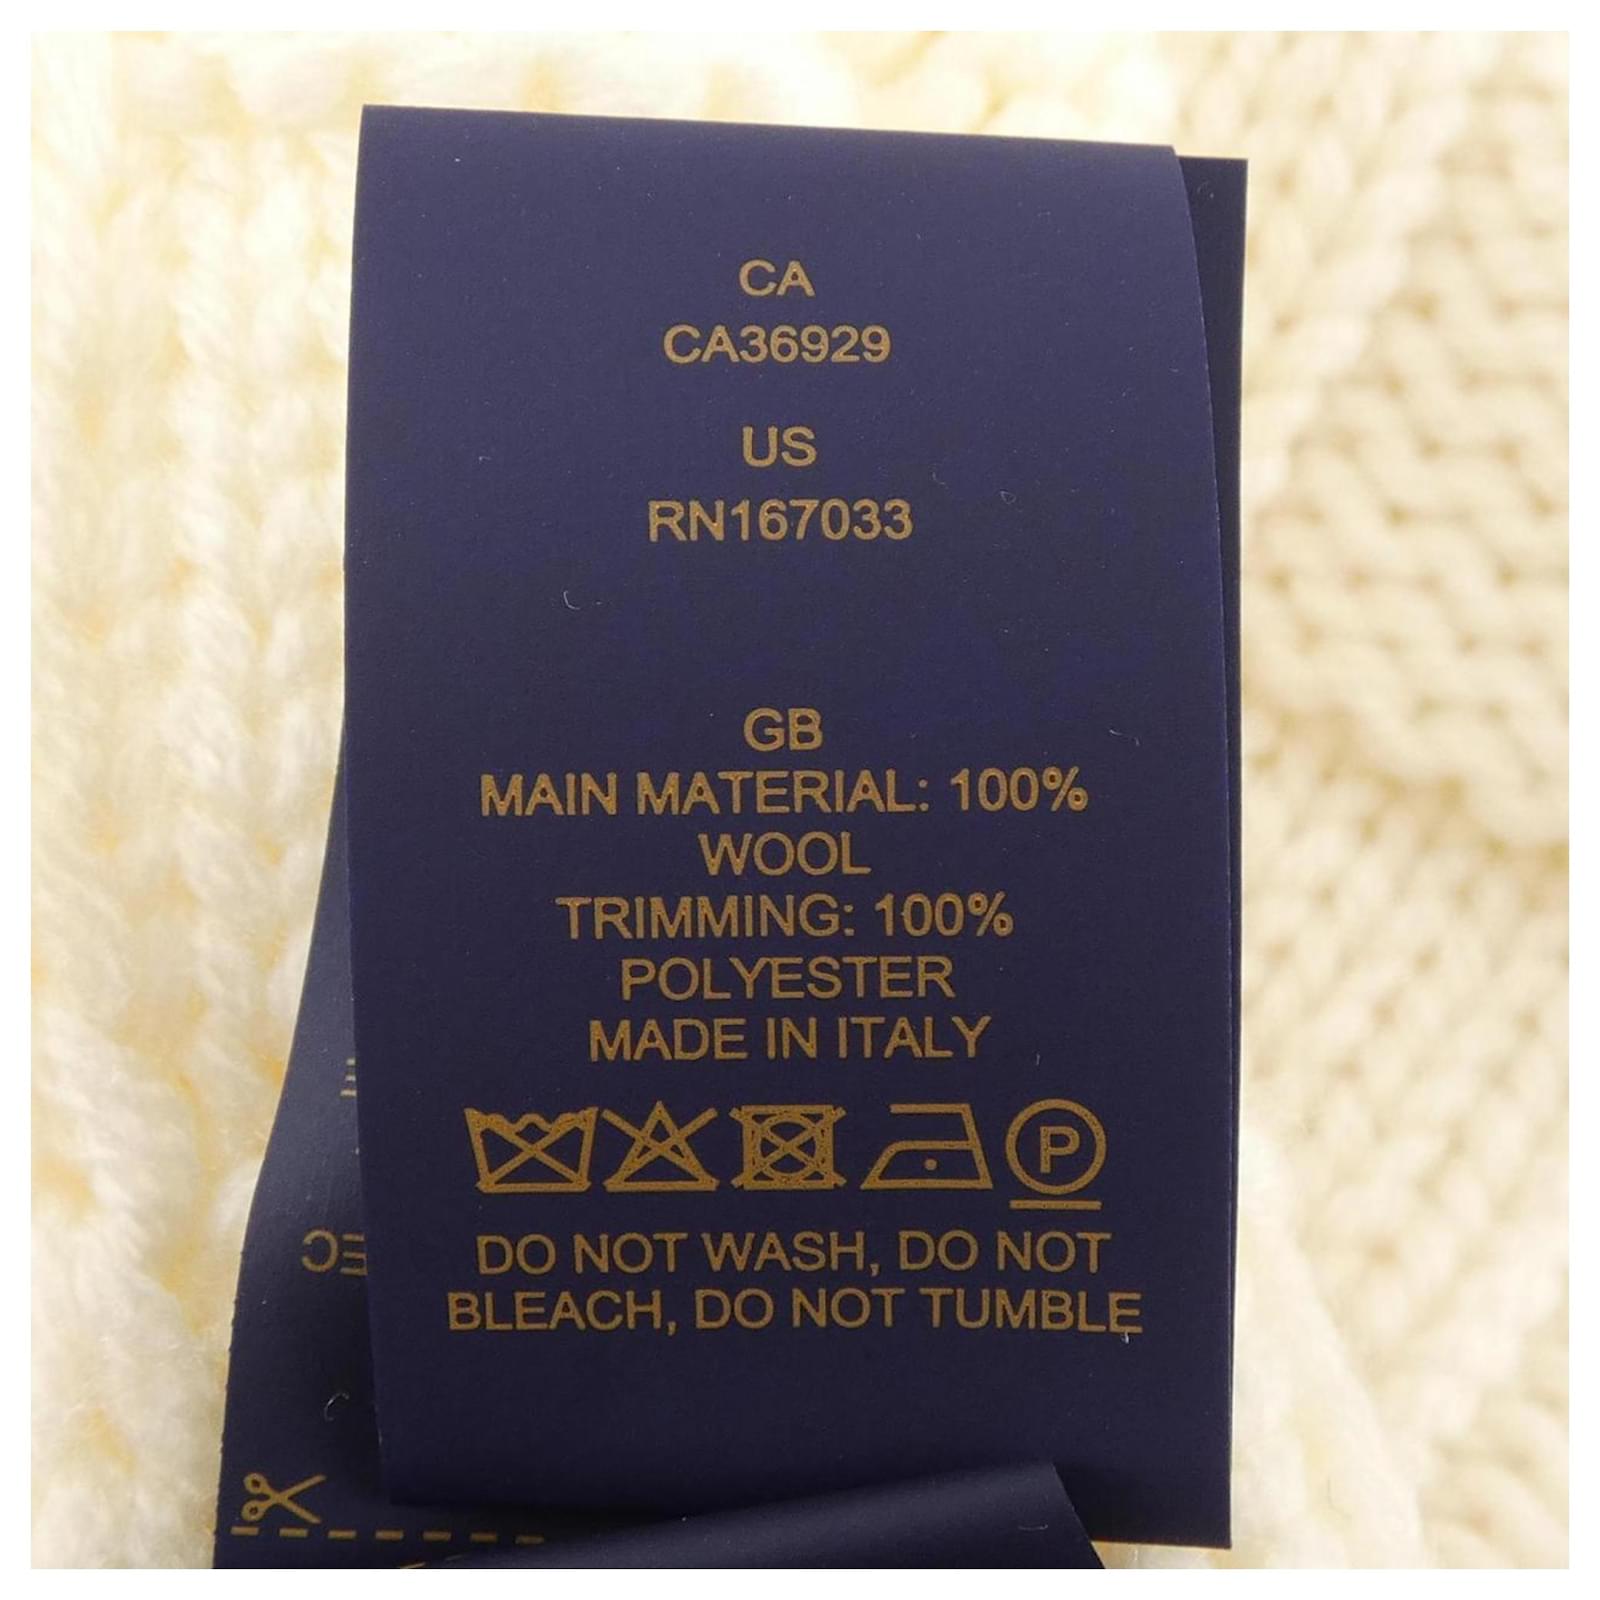 CA
CA36929
US
RN167033
GB
MAIN MATERIAL: 100%
WOOL
TRIMMING: 100%
POLYESTER
MADE IN ITALY
P
DO NOT WASH, DO NOT
BLEACH, DO NOT TUMBLE